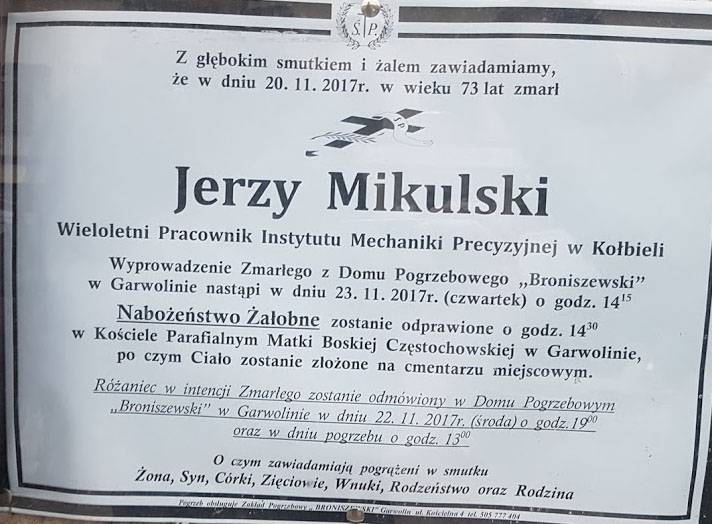 Ś. P.
Z głębokim smutkiem i żalem zawiadamiamy,
że w dniu 20. 11. 2017r. w wieku 73 lat zmarł
Ś.P.
Jerzy Mikulski
Wieloletni Pracownik Instytutu Mechaniki Precyzyjnej w Kołbieli
Wyprowadzenie Zmarłego z Domu Pogrzebowego „Broniszewski”
w Garwolinie nastąpi w dniu 23. 11. 2017r. (czwartek) o godz. 14¹⁵
Nabożeństwo Żałobne zostanie odprawione o godz. 14³⁰
w Kościele Parafialnym Matki Boskiej Częstochowskiej w Garwolinie,
po czym Ciało zostanie złożone na cmentarzu miejscowym.
Różaniec w intencji Zmarłego zostanie odmówiony w Domu Pogrzebowym
„Broniszewski” w Garwolinie w dniu 22. 11. 2017r. (środa) o godz. 19⁰⁰
oraz w dniu pogrzebu o godz. 13⁰⁰
O czym zawiadamiają pogrążeni w smutku
Żona, Syn, Córki, Zięciowie, Wnuki, Rodzeństwo oraz Rodzina
Pogrzeb obsługuje Zakład Pogrzebowy „BRONISZEWSKI” Garwolin ul. Kościelna 4 tel. 505 777 404